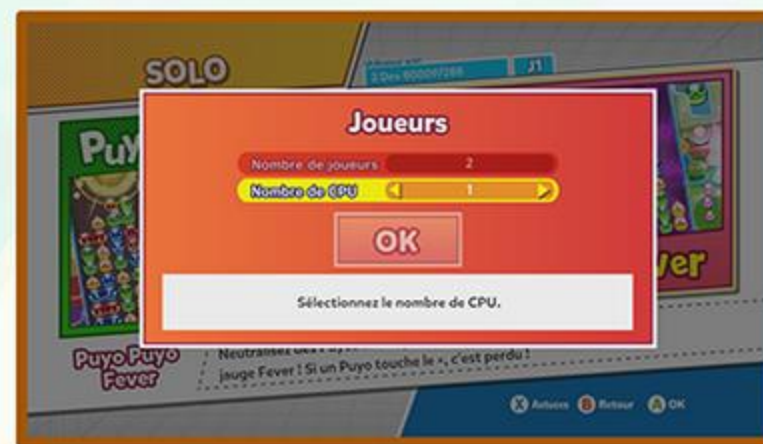 SOLO
J1
Joueurs
Nombre de joueurs 2
Nombre de CPU 1
OK
Sélectionnez le nombre de CPU.
Puyo Puyo
Fever
jauge Fever ! Si un Puyo touche le ×, c'est perdu !
X Astuces B Retour A OK